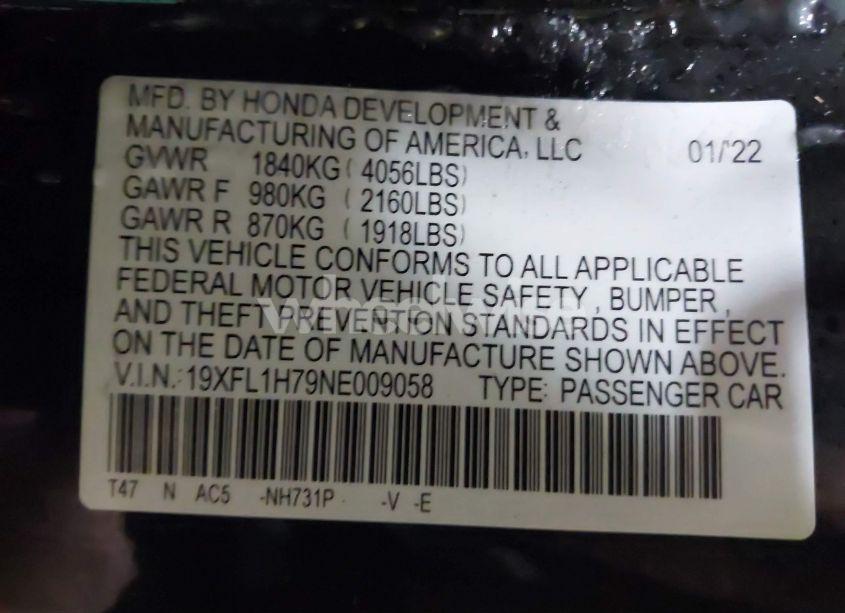 MFD. BY HONDA DEVELOPMENT &
MANUFACTURING OF AMERICA, LLC 01/'22
GVWR 1840KG ( 4056LBS)
GAWR F 980KG ( 2160LBS)
GAWR R 870KG ( 1918LBS)
THIS VEHICLE CONFORMS TO ALL APPLICABLE
FEDERAL MOTOR VEHICLE SAFETY , BUMPER ,
AND THEFT PREVENTION STANDARDS IN EFFECT
ON THE DATE OF MANUFACTURE SHOWN ABOVE.
V.I.N.: 19XFL1H79NE009058 TYPE: PASSENGER CAR
T47 N AC5 -NH731P -V -E